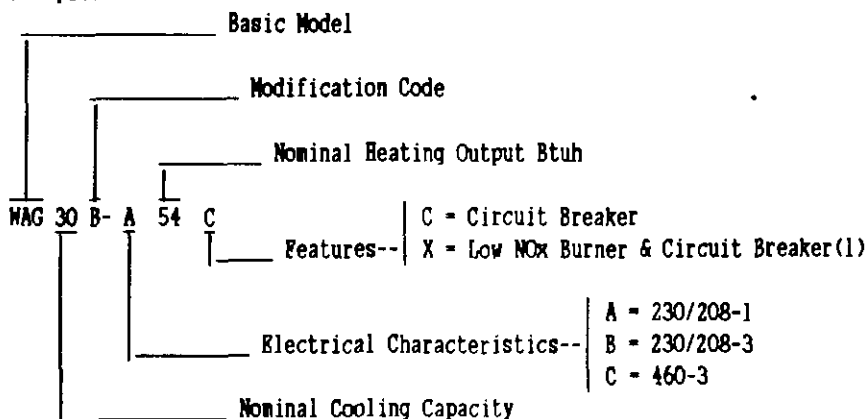 Basic Model
Modification Code
Nominal Heating Output Btuh
WAG 30 B- A 54 C
C = Circuit Breaker
Features--
X = Low NOx Burner & Circuit Breaker(1)
A = 230/208-1
Electrical Characteristics--
B = 230/208-3
C = 460-3
Nominal Cooling Capacity